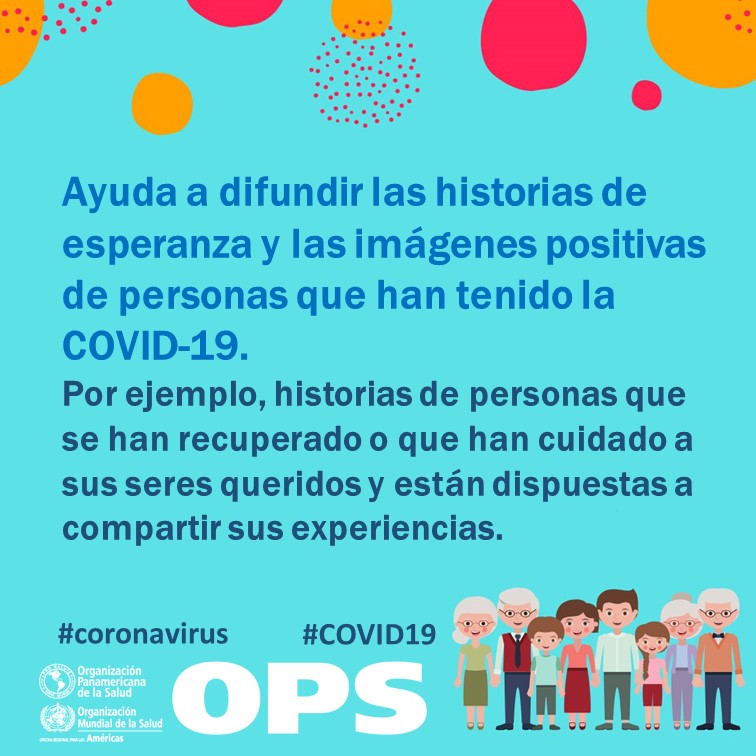 Ayuda a difundir las historias de
esperanza y las imágenes positivas
de personas que han tenido la
COVID-19.
Por ejemplo, historias de personas que
se han recuperado o que han cuidado a
sus seres queridos y están dispuestas a
compartir sus experiencias.
#coronavirus #COVID19
Organización
Panamericana
de la Salud
Organización
Mundial de la Salud
OFICINA REGIONAL PARA LAS Américas
OPS